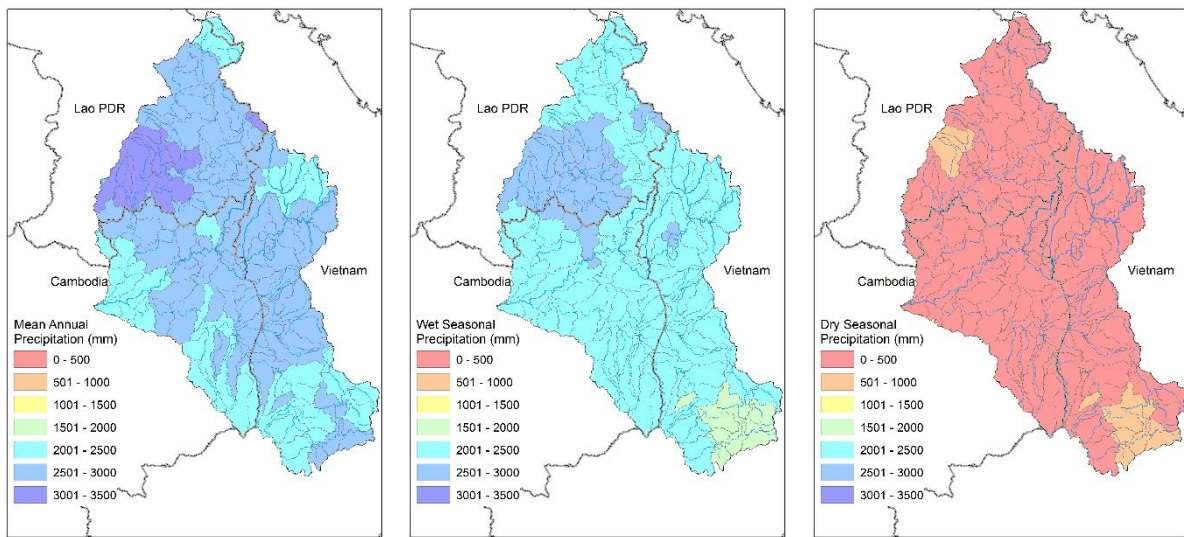 Lao PDR
Cambodia
Vietnam
Mean Annual
Precipitation (mm)
0 - 500
501 - 1000
1001 - 1500
1501 - 2000
2001 - 2500
2501 - 3000
3001 - 3500
Lao PDR
Cambodia
Vietnam
Wet Seasonal
Precipitation (mm)
0 - 500
501 - 1000
1001 - 1500
1501 - 2000
2001 - 2500
2501 - 3000
3001 - 3500
Lao PDR
Cambodia
Vietnam
Dry Seasonal
Precipitation (mm)
0 - 500
501 - 1000
1001 - 1500
1501 - 2000
2001 - 2500
2501 - 3000
3001 - 3500